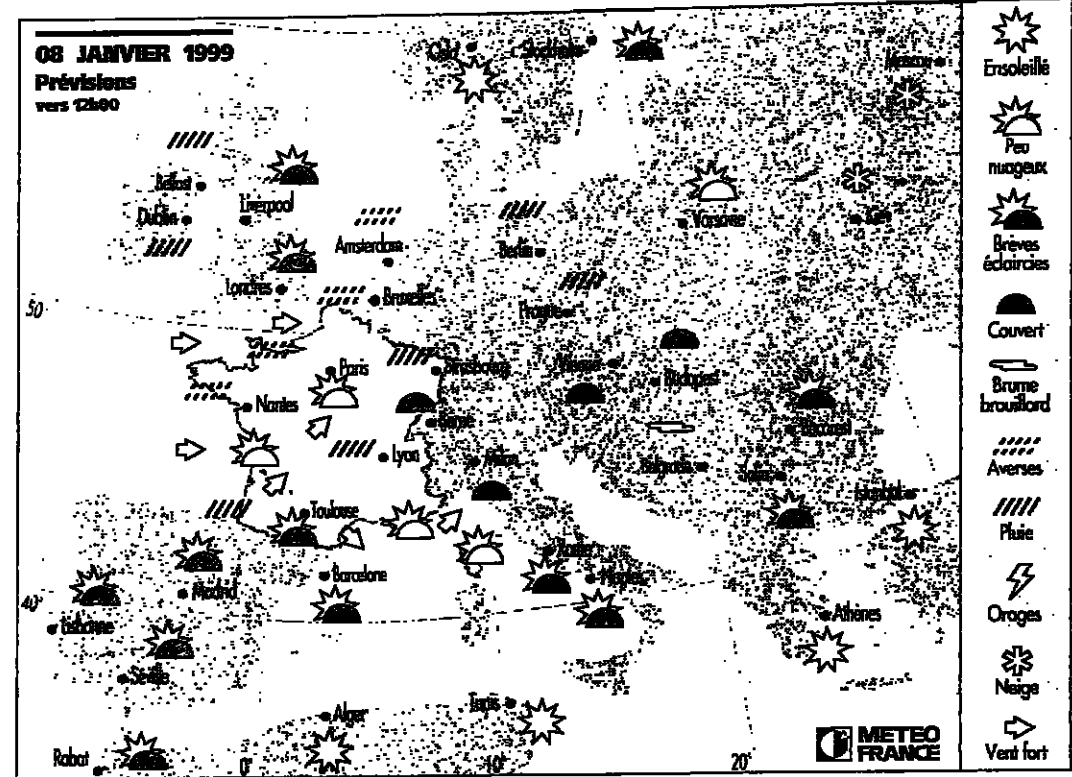 08 JANVIER 1999
Prévisions
vers 12h00
Stockholm
Moscou
Belfast
Dublin
Liverpool
Amsterdam
Londres
Bruxelles
Berlin
Varsovie
Kiev
50
Prague
Paris
Strasbourg
Nantes
Vienne
Budapest
Bucarest
Lyon
Milan
Belgrade
Sofia
Istanbul
Toulouse
Barcelone
Rome
Naples
Madrid
40°
Lisbonne
Séville
Athènes
Alger
Tunis
Rabat
0°
10°
20°
METEO
FRANCE
Ensoleillé
Peu
nuageux
Brèves
éclaircies
Couvert
Brume
brouillard
Averses
Pluie
Orages
Neige
Vent fort